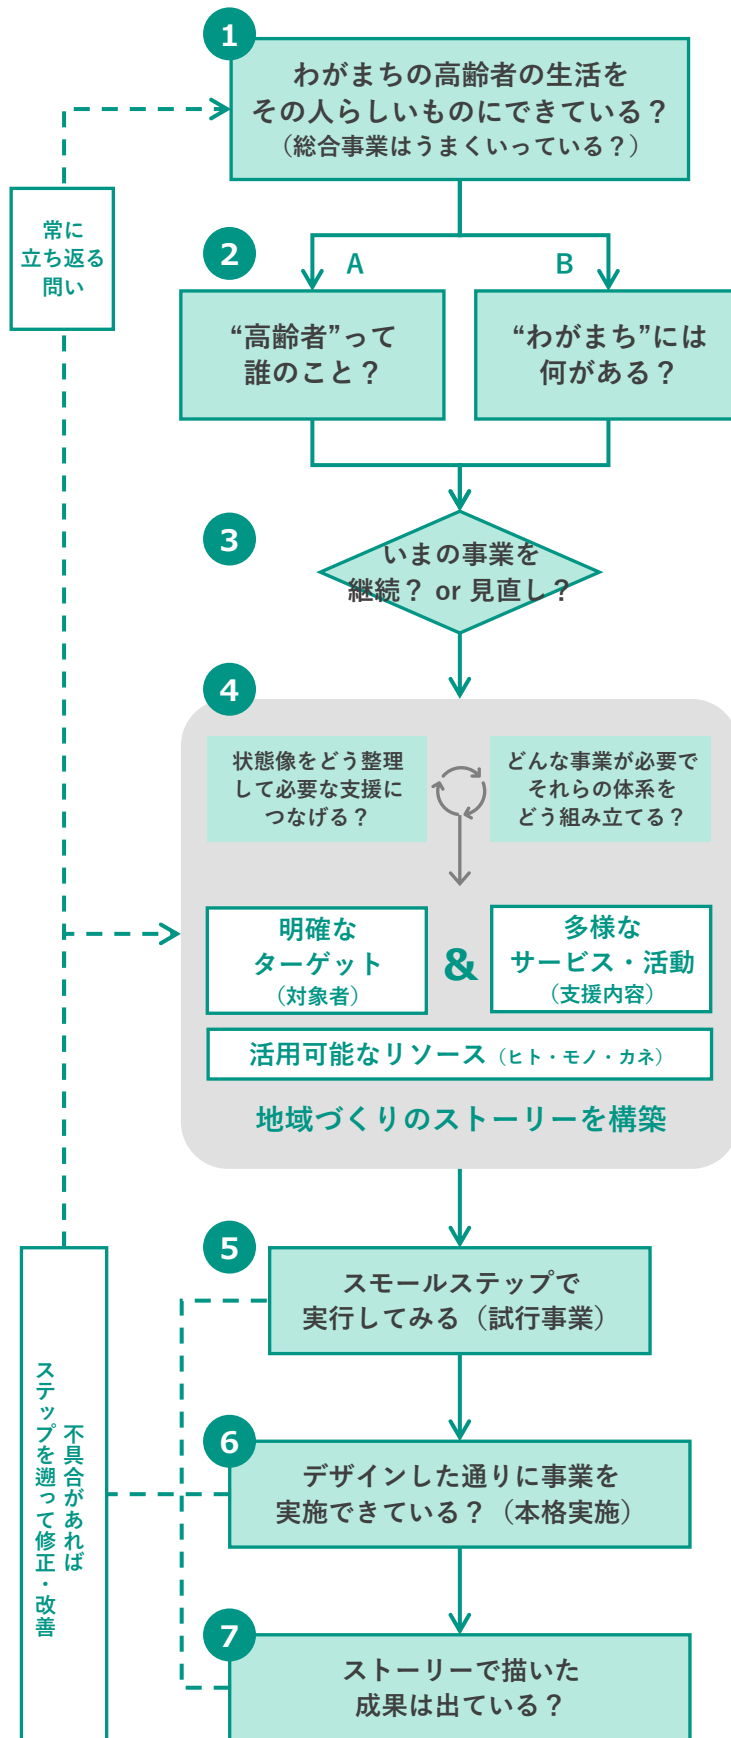 1
わがまちの高齢者の生活を
その人らしいものにできている？
（総合事業はうまくいっている？）
常に
立ち返る
問い
2
A
B
“高齢者”って
誰のこと？
“わがまち”には
何がある？
3
いまの事業を
継続？ or 見直し？
4
状態像をどう整理
して必要な支援に
つなげる？
どんな事業が必要で
それらの体系を
どう組み立てる？
明確な
ターゲット
（対象者）
&
多様な
サービス・活動
（支援内容）
活用可能なリソース（ヒト・モノ・カネ）
地域づくりのストーリーを構築
5
スモールステップで
実行してみる（試行事業）
不具合があれば
ステップを遡って修正・改善
6
デザインした通りに事業を
実施できている？（本格実施）
7
ストーリーで描いた
成果は出ている？